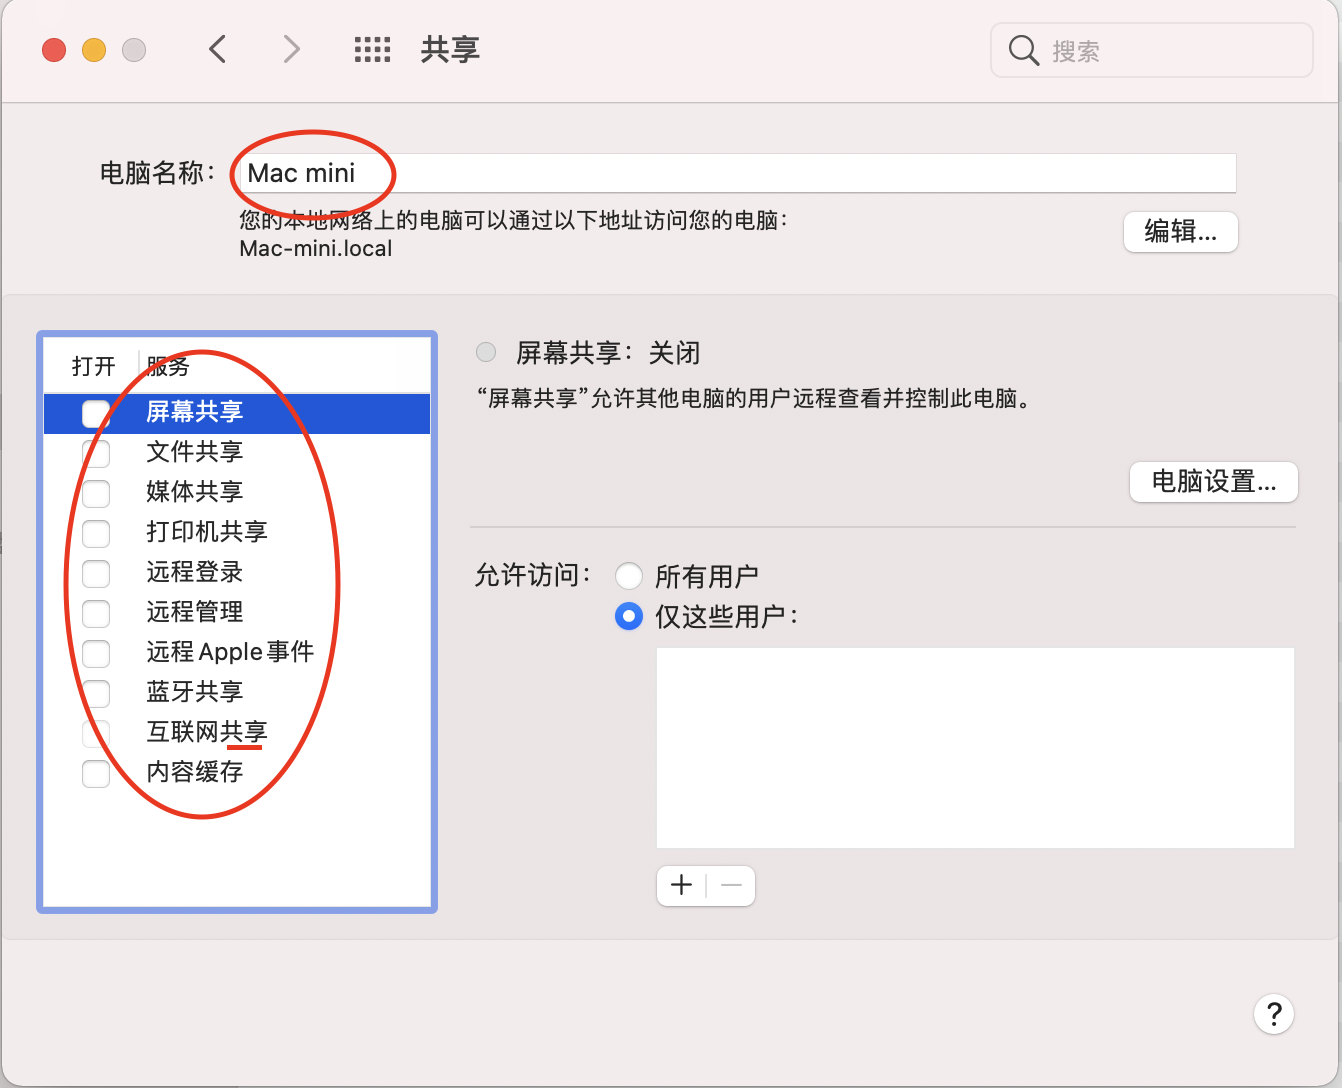 共享
搜索
电脑名称：
Mac mini
您的本地网络上的电脑可以通过以下地址访问您的电脑：
Mac-mini.local
编辑...
打开 服务
屏幕共享
文件共享
媒体共享
打印机共享
远程登录
远程管理
远程Apple事件
蓝牙共享
互联网共享
内容缓存
屏幕共享：关闭
“屏幕共享”允许其他电脑的用户远程查看并控制此电脑。
电脑设置...
允许访问：
所有用户
仅这些用户：
+ —
?